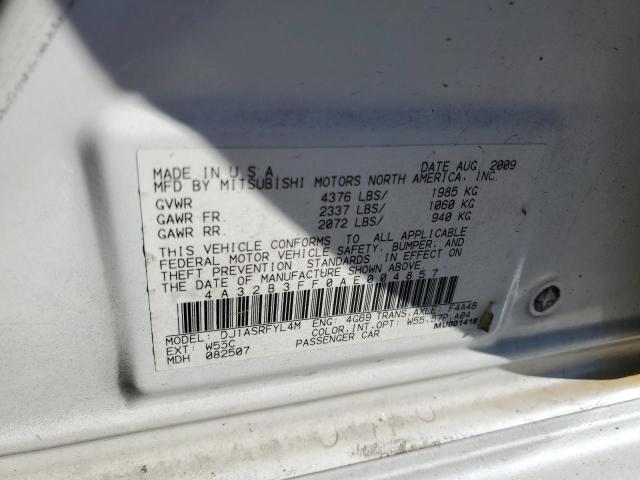 MADE IN U.S.A. DATE AUG. 2009
MFD BY MITSUBISHI MOTORS NORTH AMERICA, INC.
GVWR 4376 LBS/ 1985 KG
GAWR FR. 2337 LBS/ 1060 KG
GAWR RR. 2072 LBS/ 940 KG
THIS VEHICLE CONFORMS TO ALL APPLICABLE
FEDERAL MOTOR VEHICLE SAFETY, BUMPER, AND
THEFT PREVENTION STANDARDS IN EFFECT ON
THE DATE OF MANUFACTURE SHOWN ABOVE.
4A32B3FF0AE004857
MODEL: DJ1ASRFYL4M ENG: 4G69 TRANS.AXLE: F4A4B
EXT: W55C COLOR.INT.OPT: W55.57P.A04
MDH 082507 PASSENGER CAR MU001418